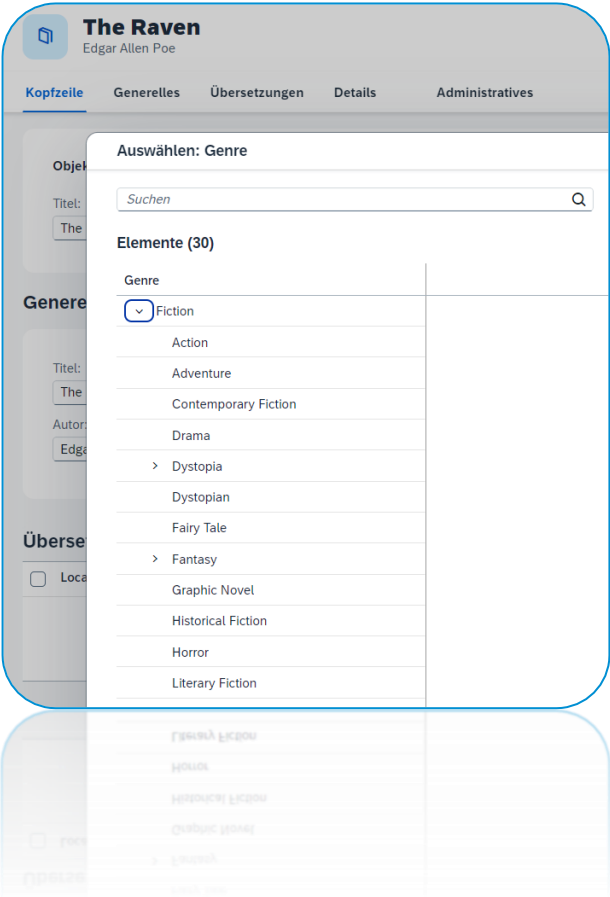 The Raven
Edgar Allen Poe
Kopfzeile Generelles Übersetzungen Details Administratives
Auswählen: Genre
Objek
Titel:
The
Suchen
Elemente (30)
Genre
Genere
Fiction
Action
Titel:
Adventure
The
Contemporary Fiction
Autor:
Drama
Edga
Dystopia
Dystopian
Fairy Tale
Überse
Fantasy
Loca
Graphic Novel
Historical Fiction
Horror
Literary Fiction